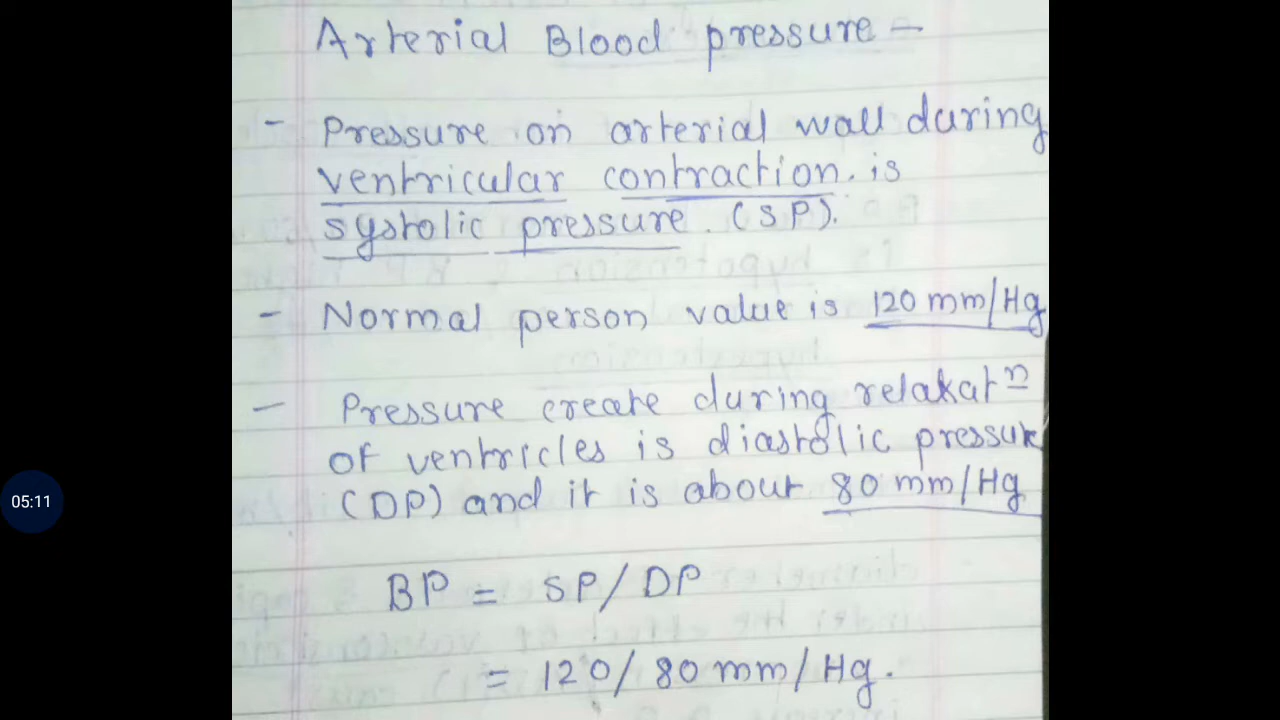 Arterial Blood pressure –
- Pressure on arterial wall during
ventricular contraction. is
systolic pressure. (SP).
- Normal person value is 120 mm/Hg
- Pressure create during relaxatn
of ventricles is diastolic pressure
(DP) and it is about 80 mm/Hg
05:11
BP = SP/DP
= 120/80 mm/Hg.